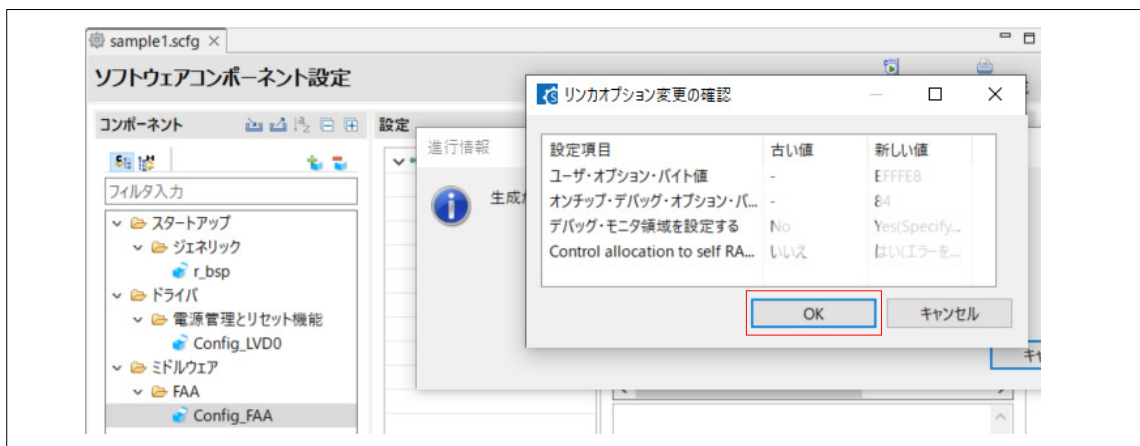 sample1.scfg
ソフトウェアコンポーネント設定
コンポーネント
フィルタ入力
スタートアップ
ジェネリック
r_bsp
ドライバ
電源管理とリセット機能
Config_LVD0
ミドルウェア
FAA
Config_FAA
設定
進行情報
生成
リンカオプション変更の確認
設定項目 古い値 新しい値
ユーザ・オプション・バイト値 - EFFFE8
オンチップ・デバッグ・オプション・バ... - 84
デバッグ・モニタ領域を設定する No Yes(Specify...
Control allocation to self RA... いいえ はい(エラーを...
OK キャンセル
キ